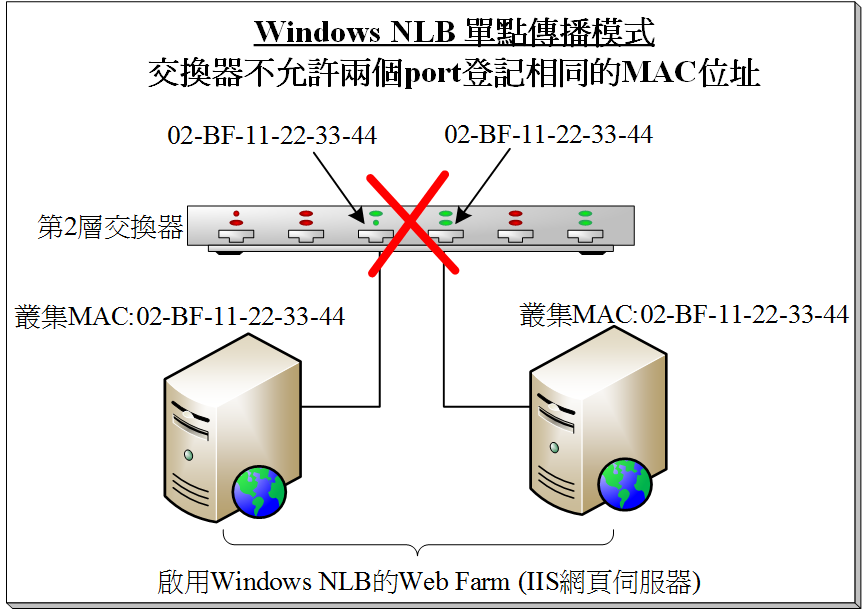 Windows NLB 單點傳播模式
交換器不允許兩個port登記相同的MAC位址
02-BF-11-22-33-44
02-BF-11-22-33-44
第2層交換器
叢集MAC:02-BF-11-22-33-44
叢集MAC:02-BF-11-22-33-44
啟用Windows NLB的Web Farm (IIS網頁伺服器)